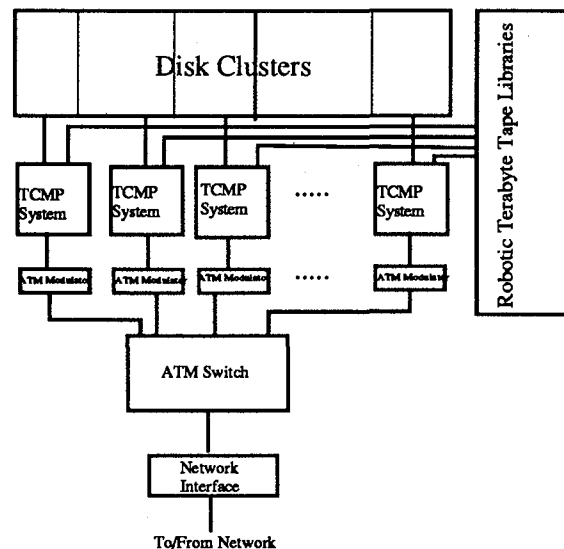 Disk Clusters
Robotic Terabyte Tape Libraries
TCMP
System
TCMP
System
TCMP
System
.....
TCMP
System
ATM Modulator
ATM Modulator
ATM Modulator
.....
ATM Modulator
ATM Switch
Network
Interface
To/From Network